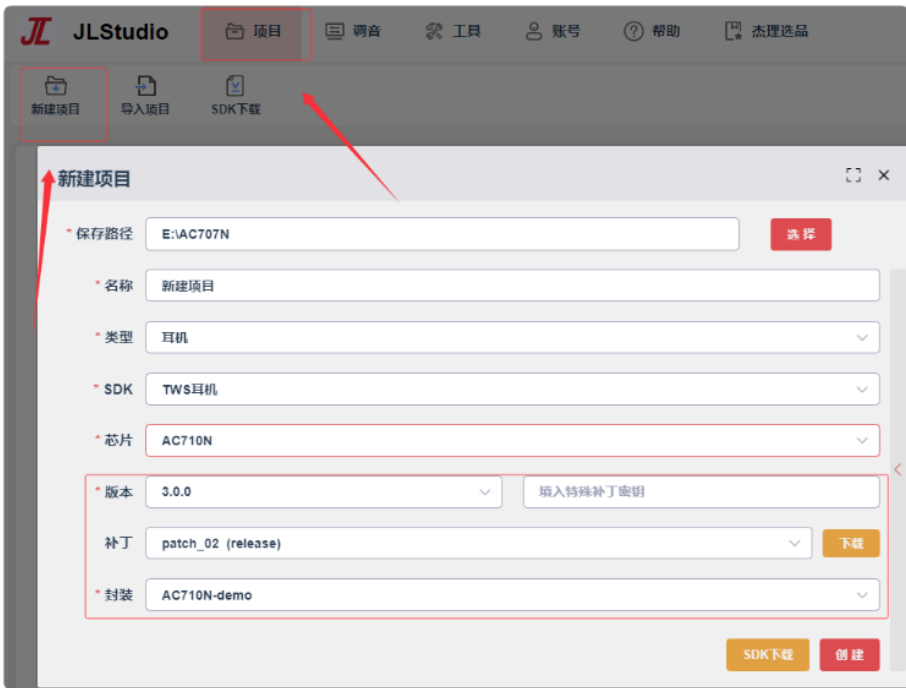 JL JLStudio 项目 调音 工具 账号 帮助 杰理选品
新建项目 导入项目 SDK下载
新建项目
* 保存路径 E:\AC707N 选择
* 名称 新建项目
* 类型 耳机
* SDK TWS耳机
* 芯片 AC710N
* 版本 3.0.0 填入特殊补丁密钥
补丁 patch_02 (release) 下载
* 封装 AC710N-demo
SDK下载 创建